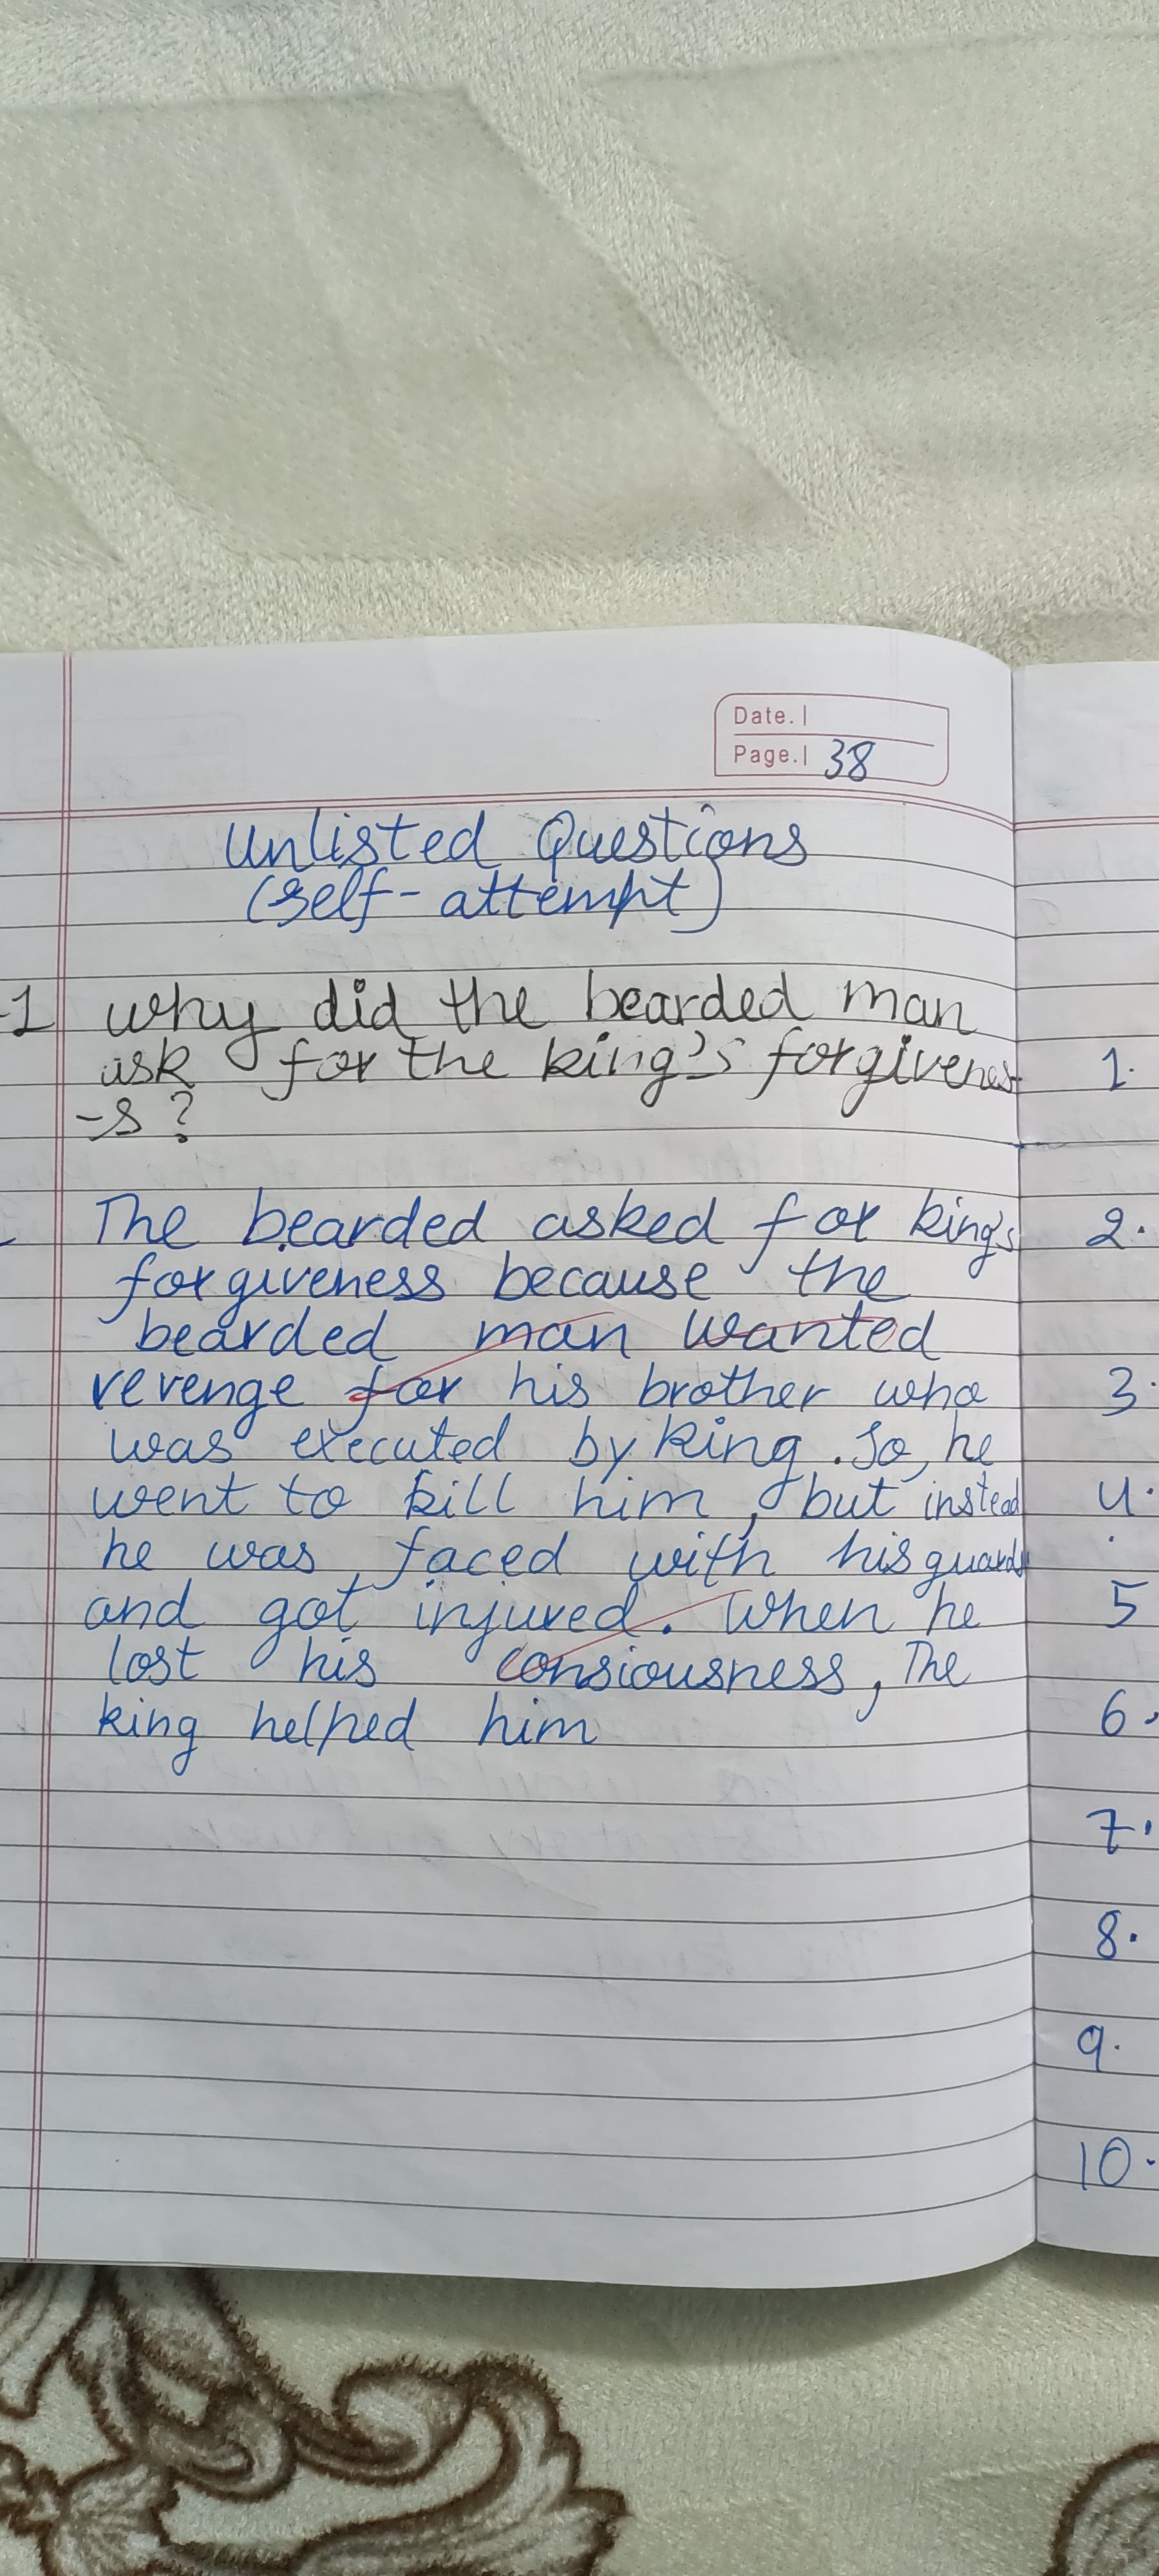 Date.
Page. 38
Unlisted Questions
(self-attempt)
1 why did the bearded man
ask for the king's forgivenes
-s?
The bearded asked for king's
forgiveness because the
bearded man wanted
revenge for his brother who
was executed by king. So, he
went to kill him, but instead
he was faced with his guards
and got injured. When he
lost his consiousness, The
king helped him
1.
2.
3.
4.
5
6.
7.
8.
9.
10.